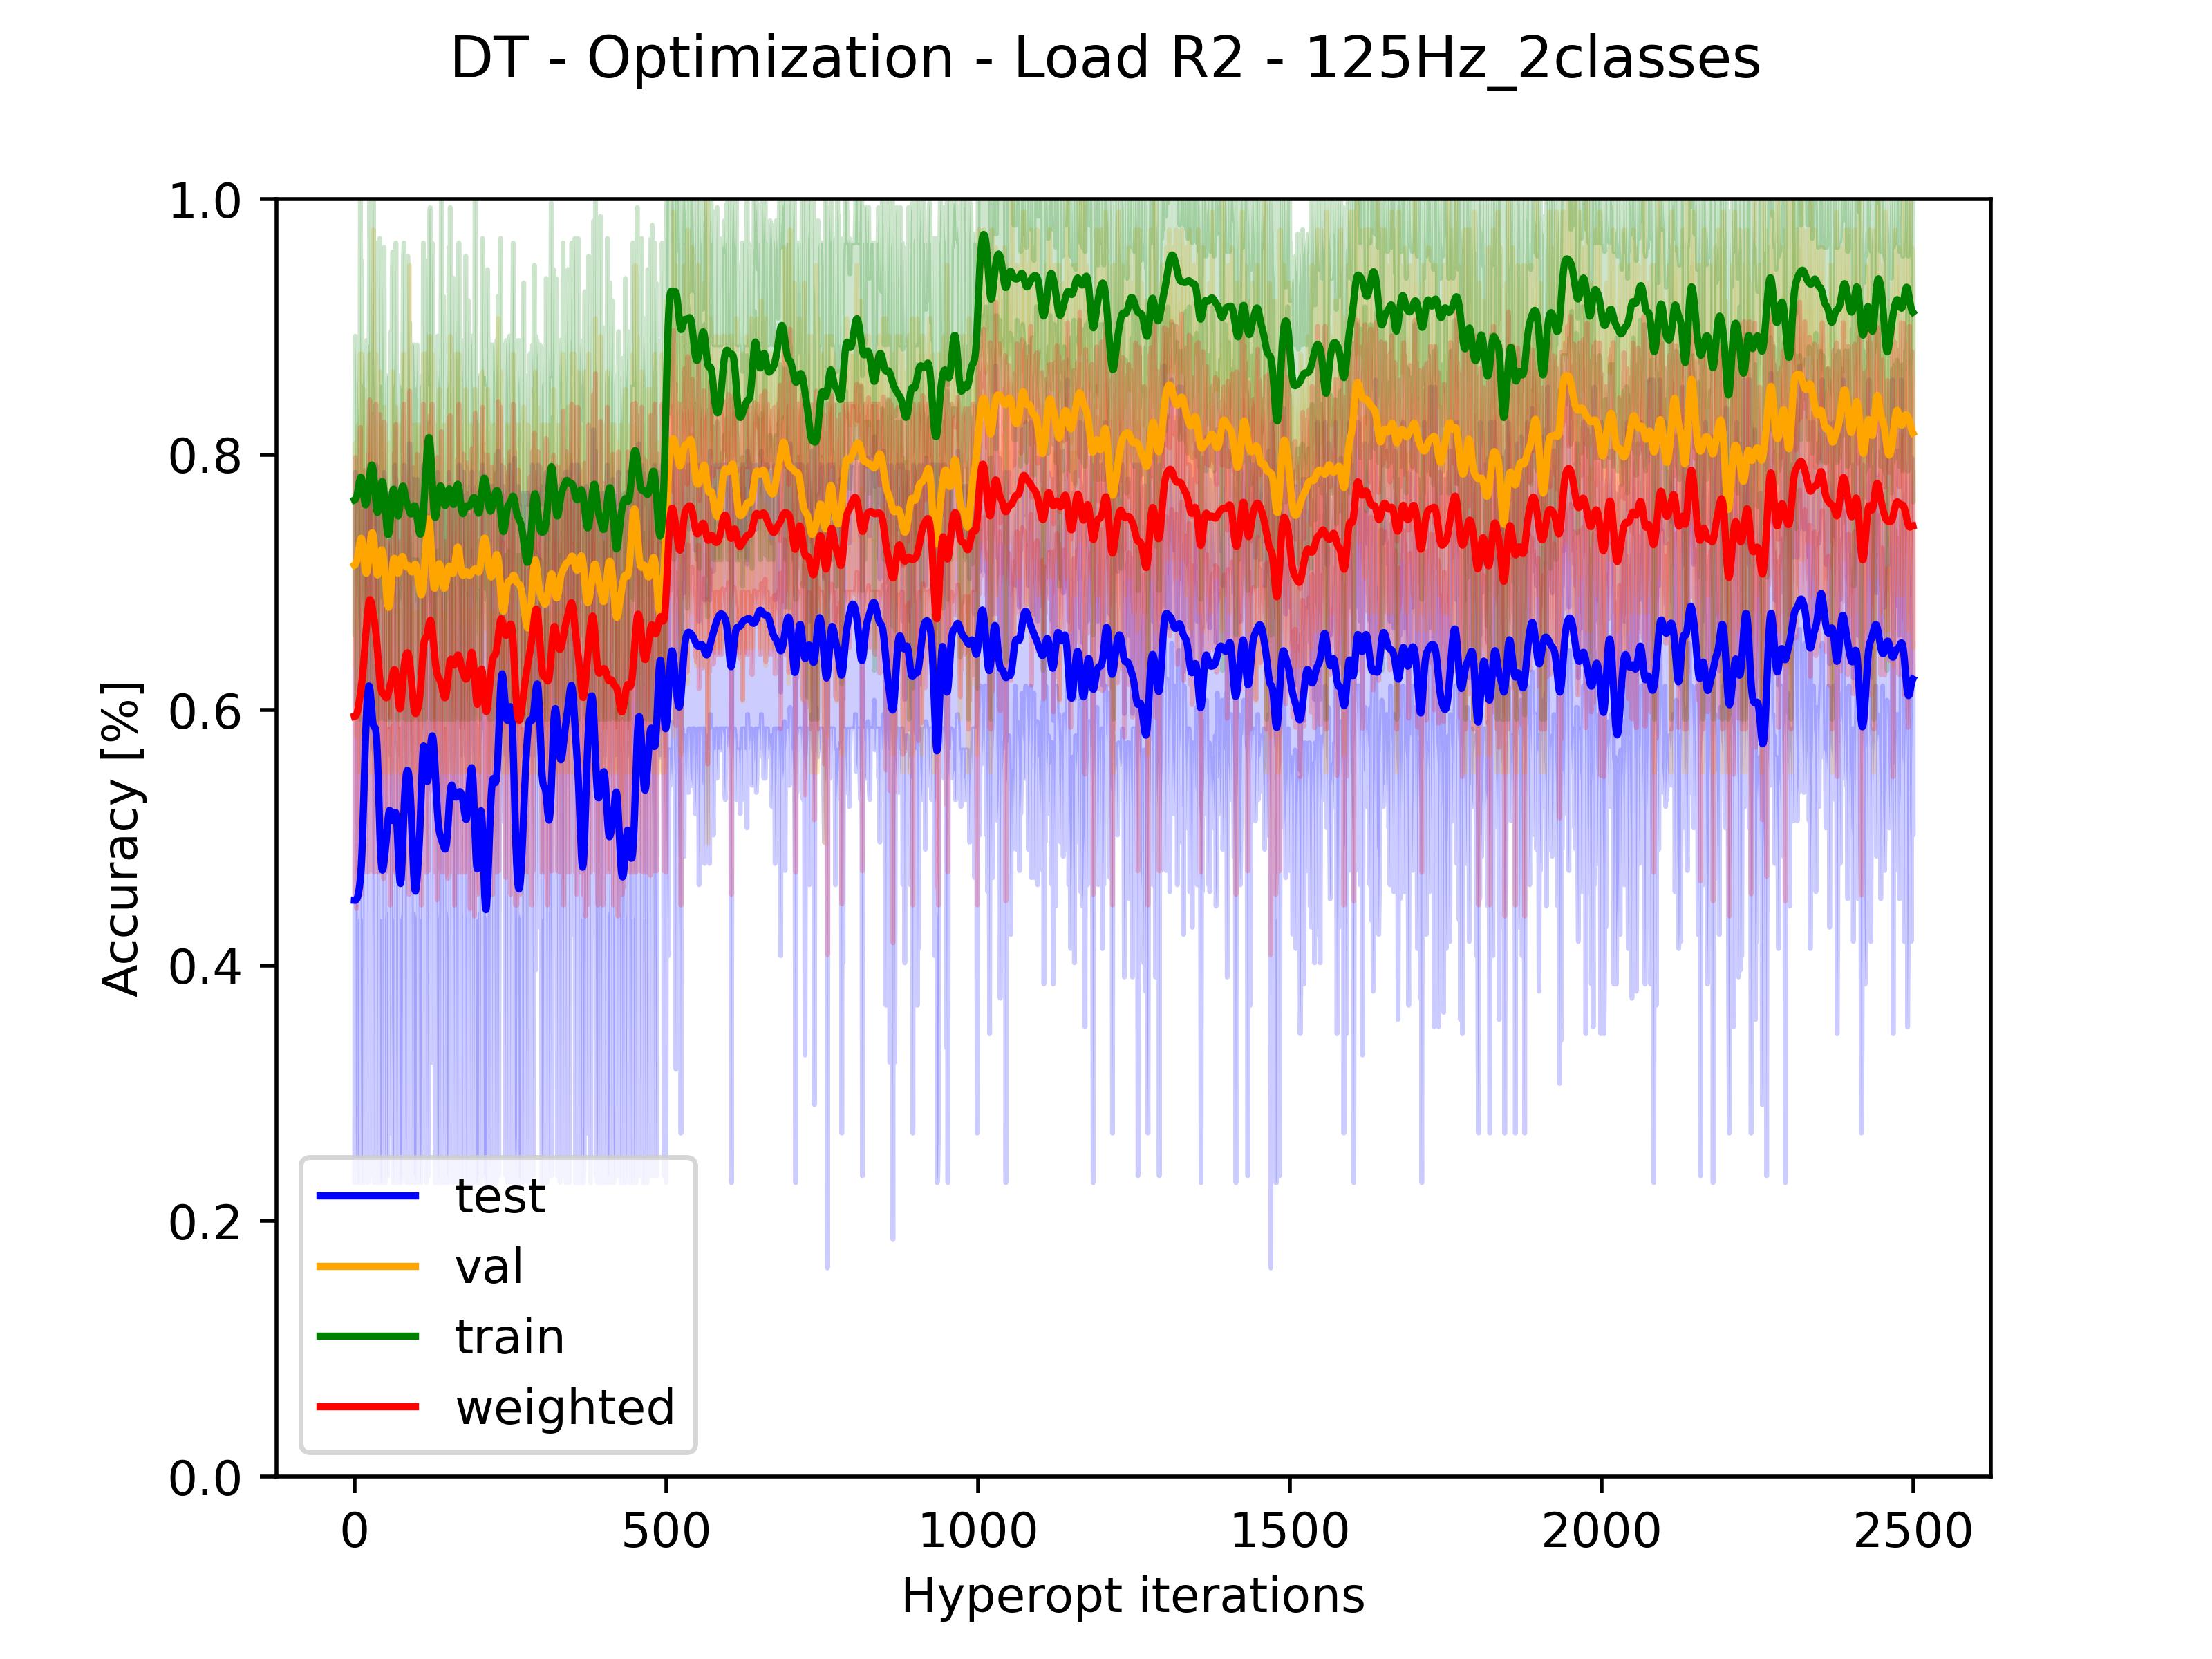 DT - Optimization - Load R2 - 125Hz_2classes
1.0
0.8
0.6
0.4
0.2
0.0
Accuracy [%]
test
val
train
weighted
0 500 1000 1500 2000 2500
Hyperopt iterations